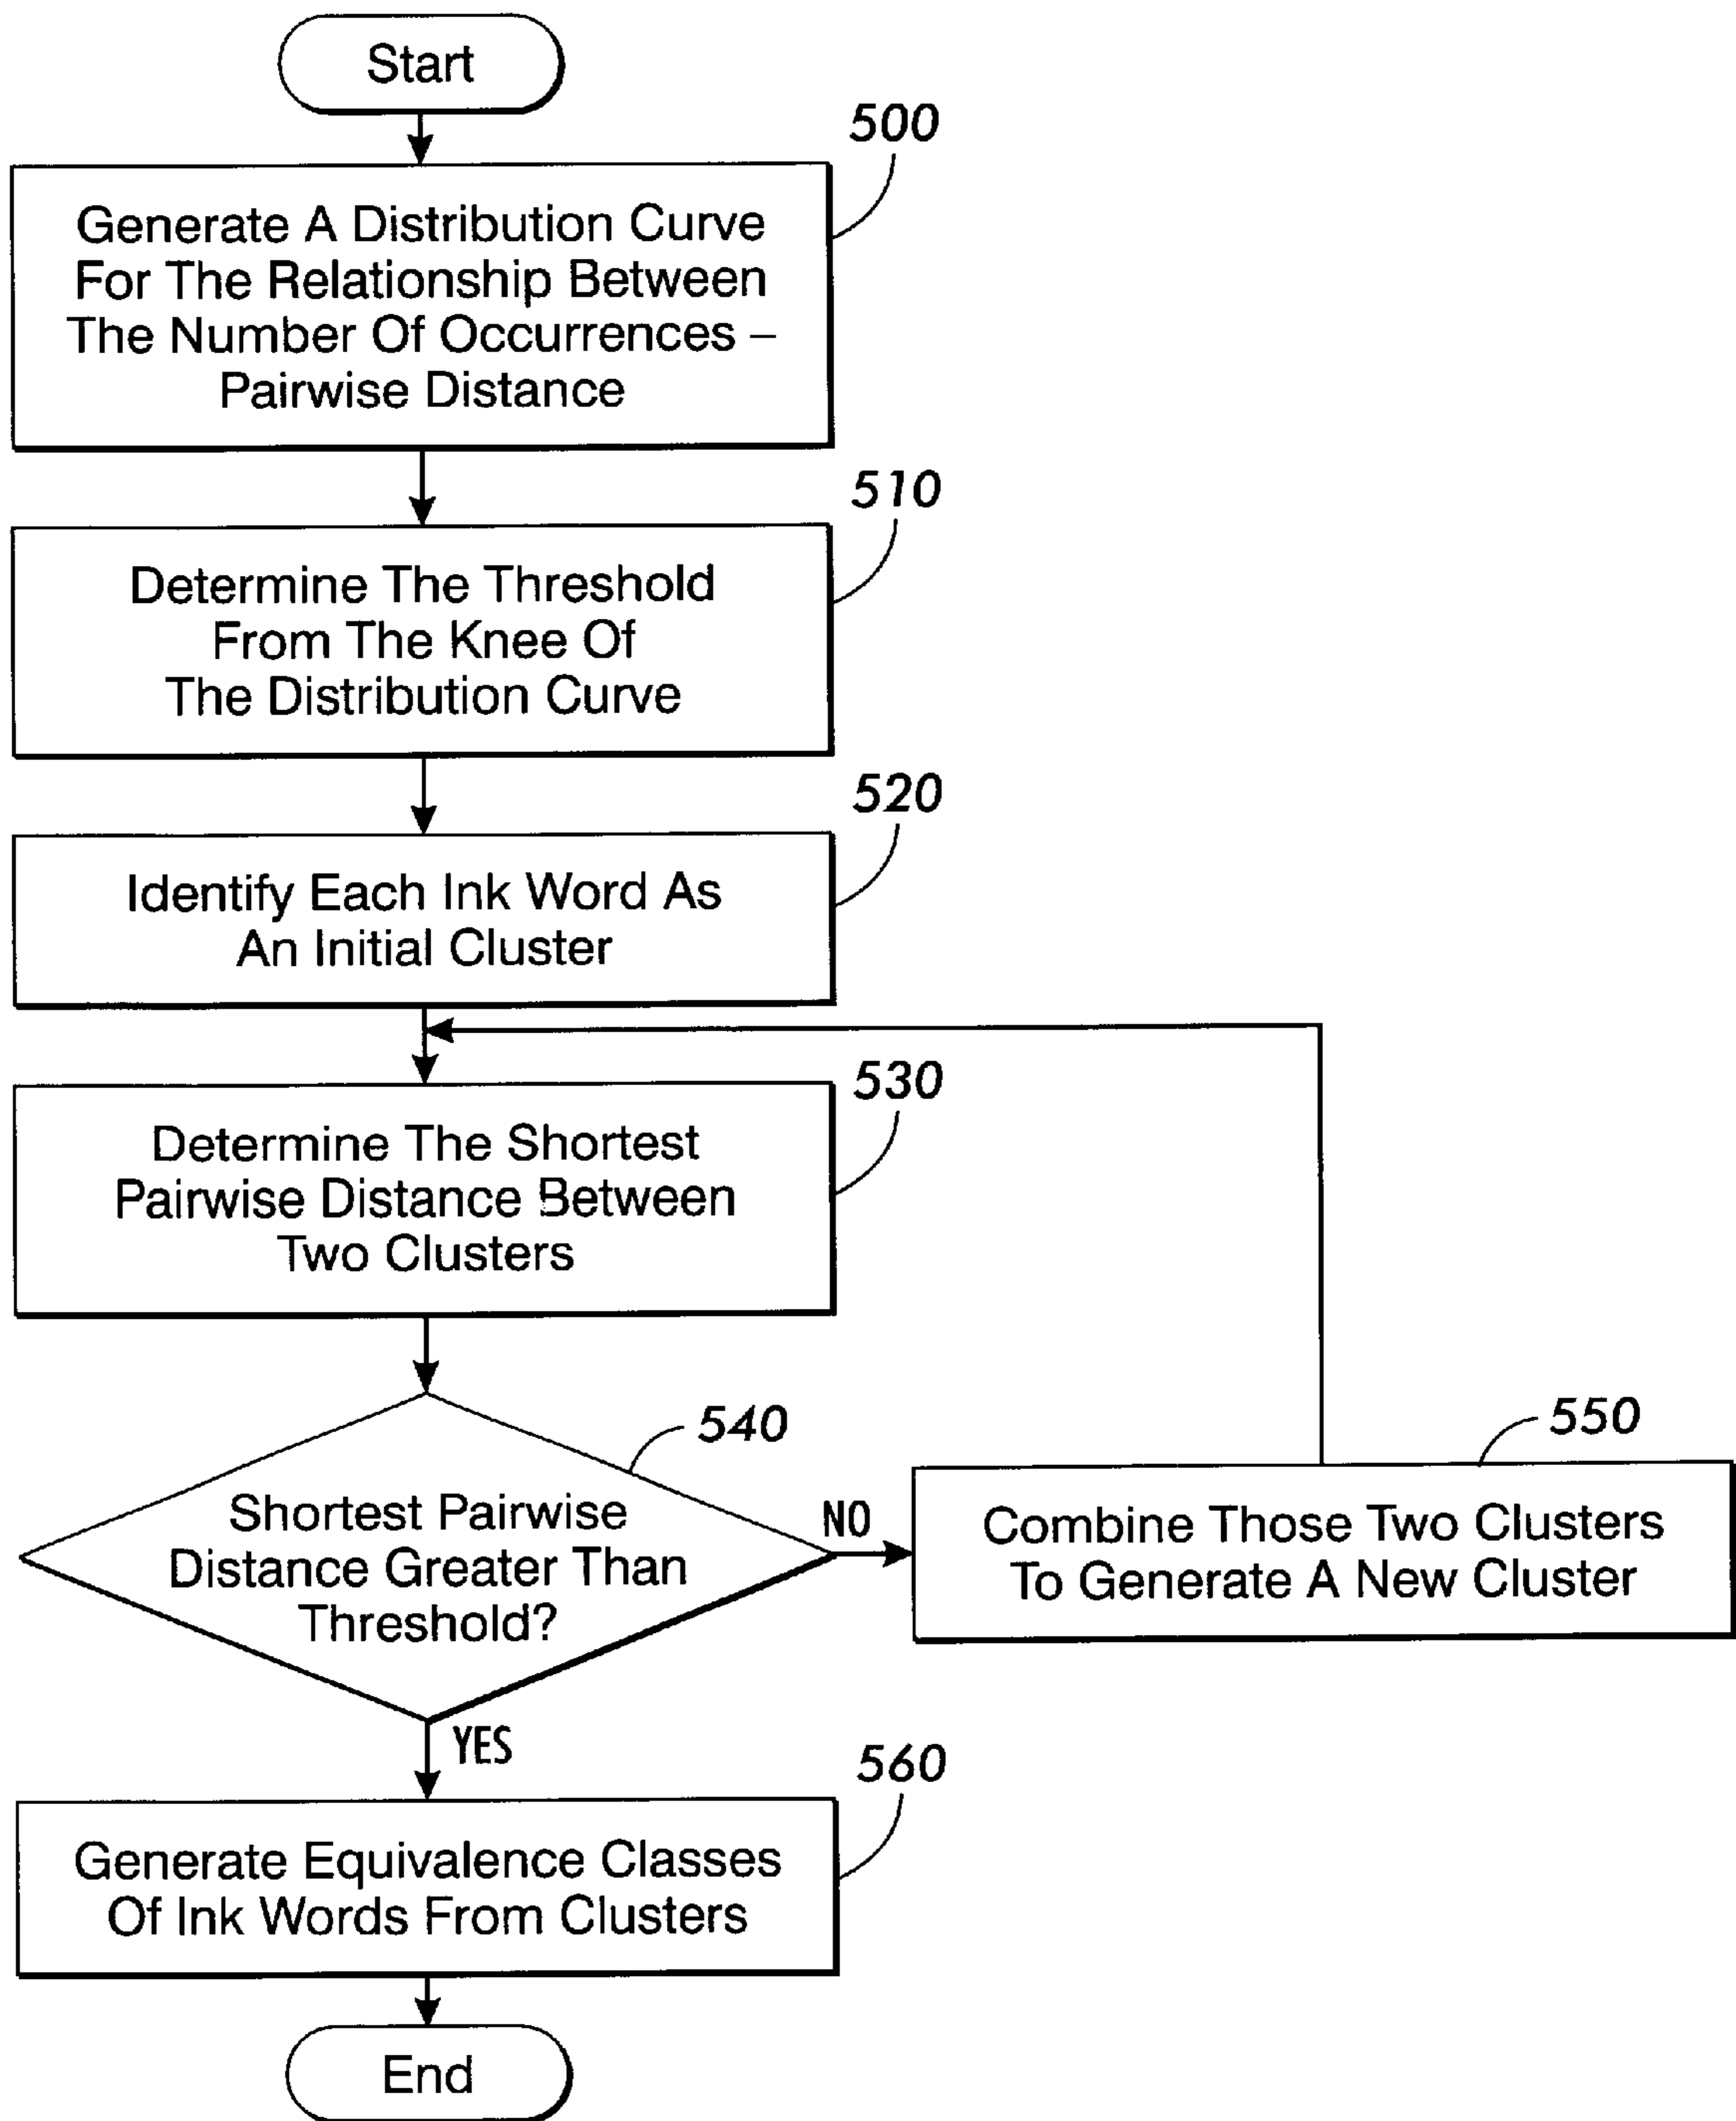 Start
500
Generate A Distribution Curve
For The Relationship Between
The Number Of Occurrences –
Pairwise Distance
510
Determine The Threshold
From The Knee Of
The Distribution Curve
520
Identify Each Ink Word As
An Initial Cluster
530
Determine The Shortest
Pairwise Distance Between
Two Clusters
540
Shortest Pairwise
Distance Greater Than
Threshold?
NO
550
Combine Those Two Clusters
To Generate A New Cluster
YES
560
Generate Equivalence Classes
Of Ink Words From Clusters
End